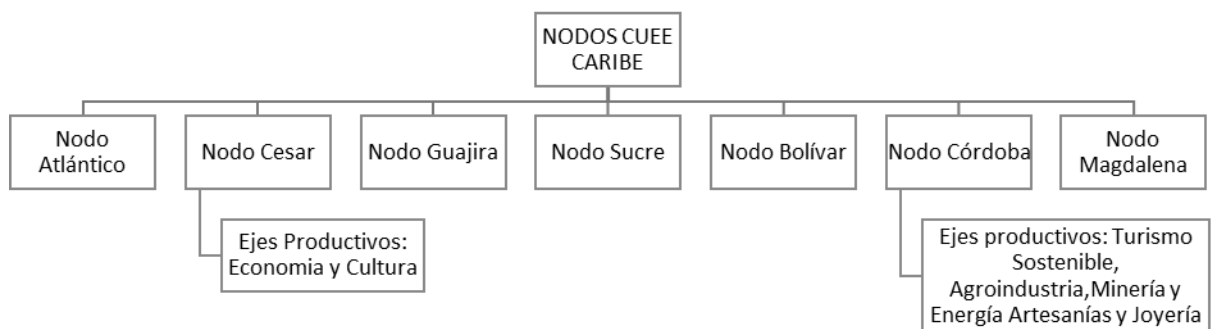 NODOS CUEE
CARIBE
Nodo
Atlántico
Nodo Cesar
Nodo Guajira
Nodo Sucre
Nodo Bolívar
Nodo Córdoba
Nodo
Magdalena
Ejes Productivos:
Economia y Cultura
Ejes productivos: Turismo
Sostenible,
Agroindustria,Minería y
Energía Artesanías y Joyería